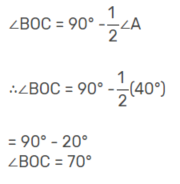 ∠BOC = 90° - 1/2 ∠A
∴∠BOC = 90° - 1/2 (40°)
= 90° - 20°
∠BOC = 70°